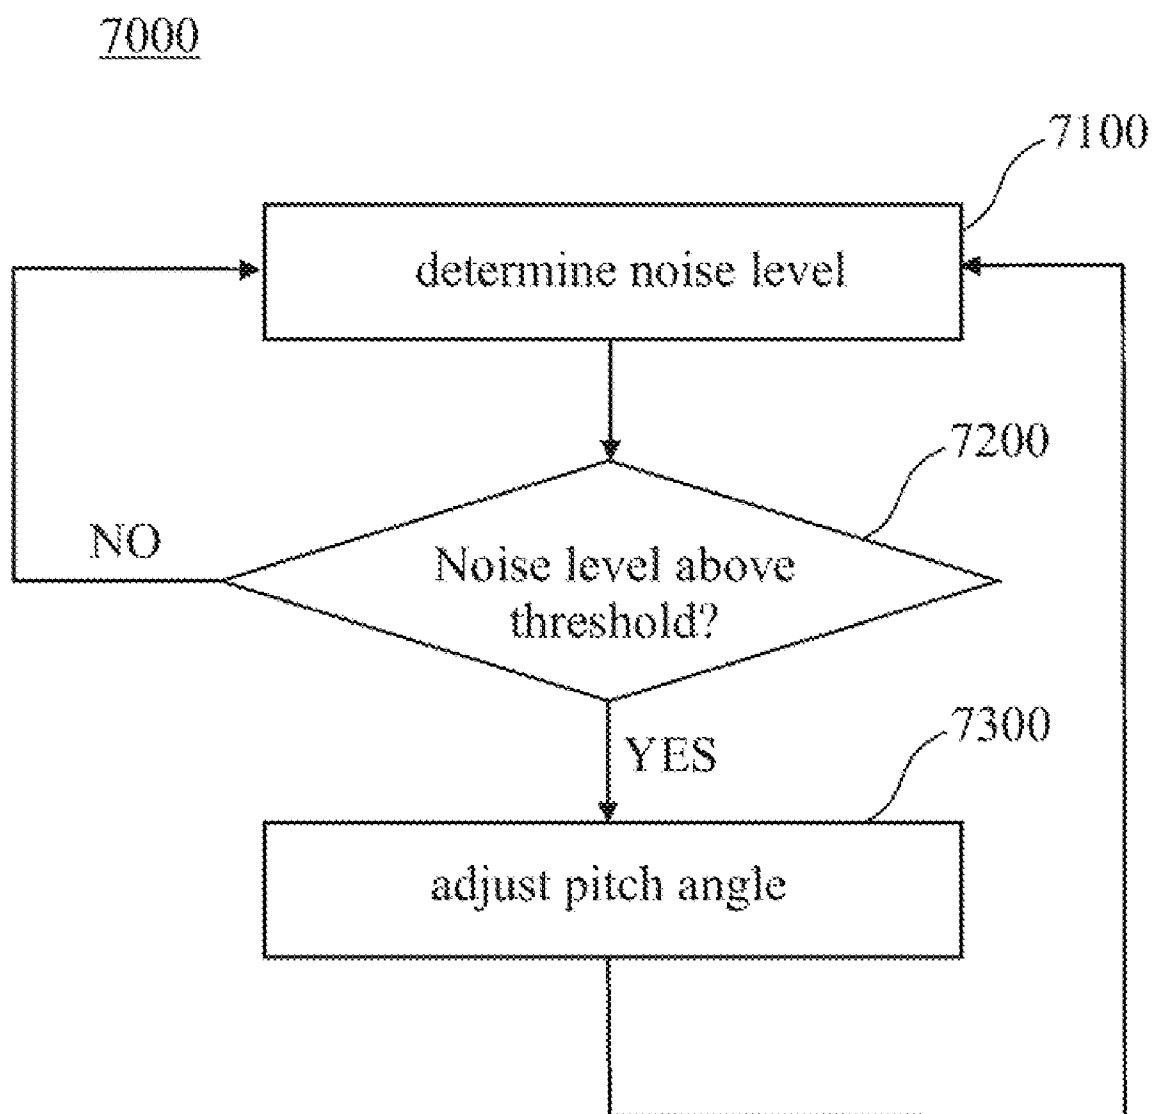 7000
7100
determine noise level
7200
NO
Noise level above
threshold?
7300
YES
adjust pitch angle